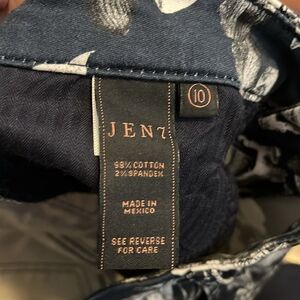 10
JEN7
98% COTTON
2% SPANDEX
MADE IN
MEXICO
SEE REVERSE
FOR CARE